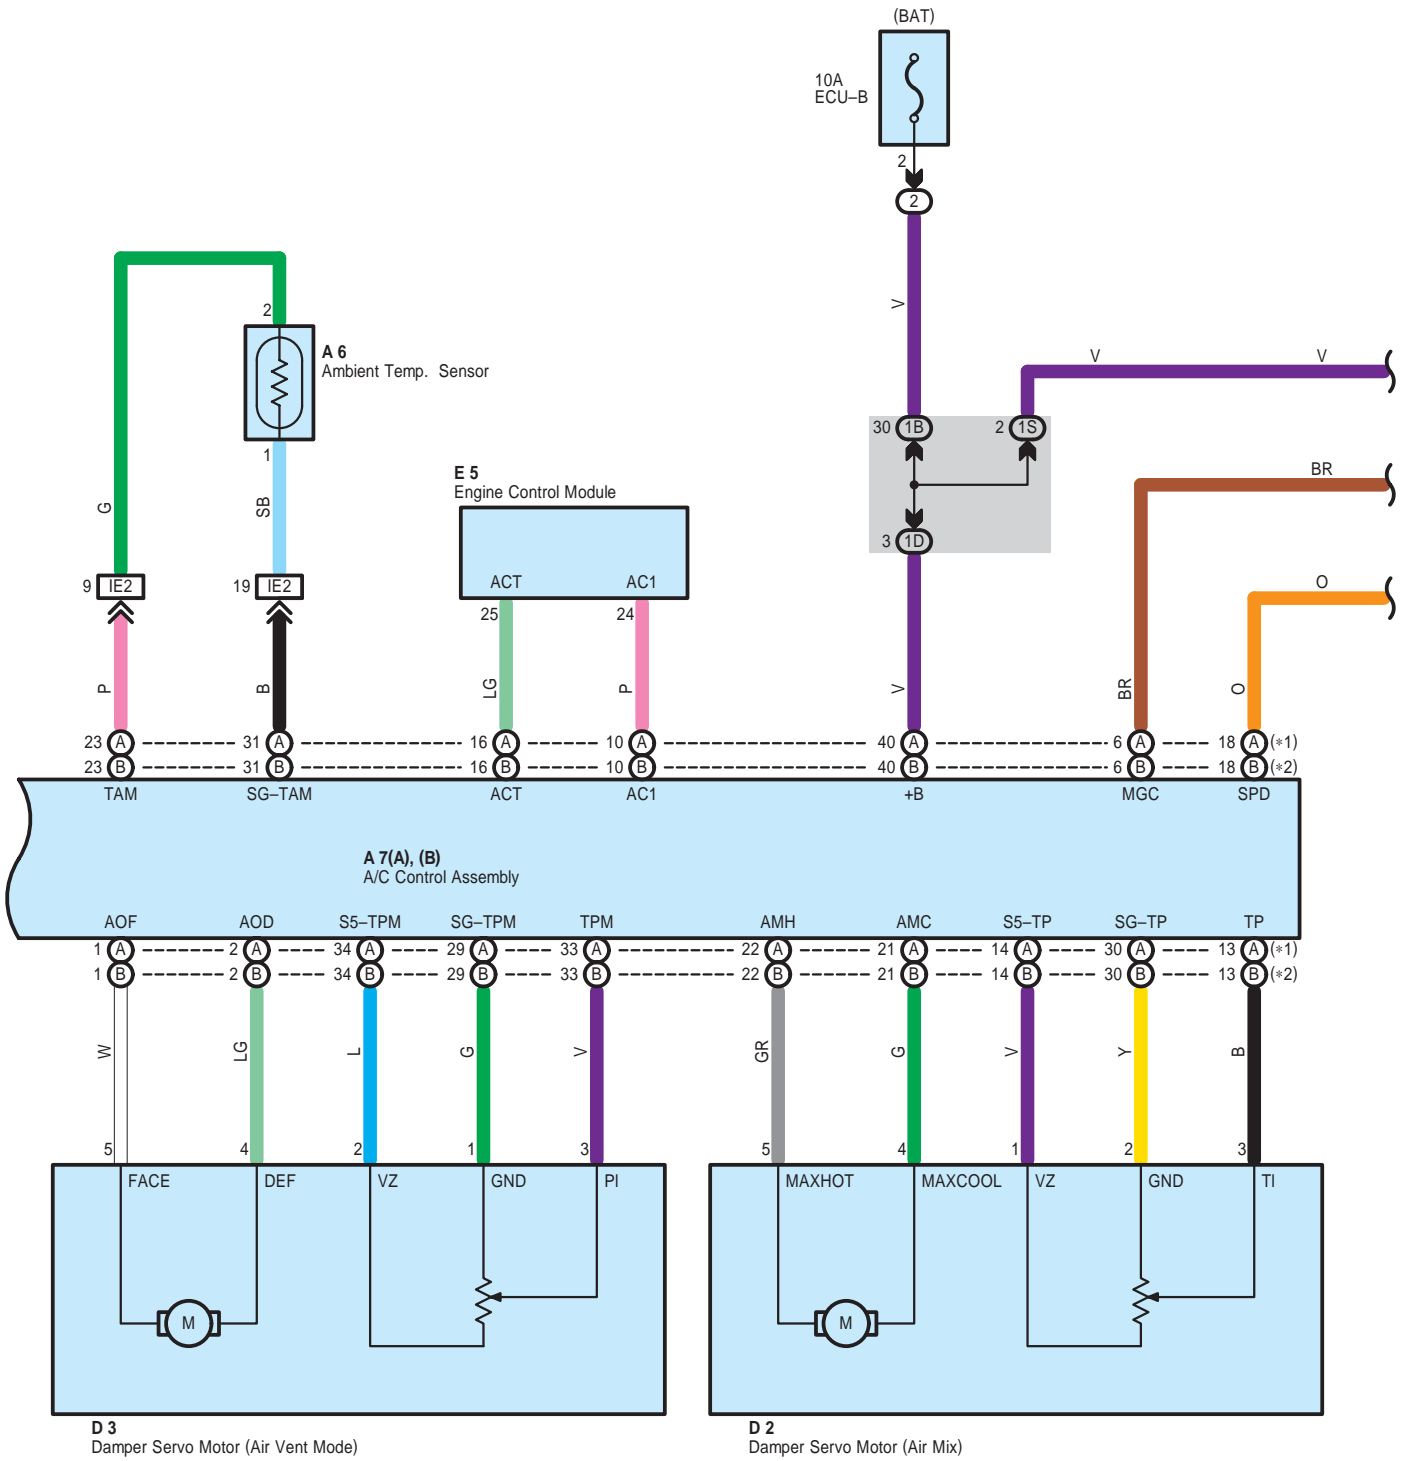 (BAT)
10A
ECU–B
2
2
V
2
A 6
Ambient Temp. Sensor
1
G
SB
V V
30 1B
2 1S
3 1D
BR
O
E 5
Engine Control Module
ACT AC1
25 24
9 IE2
19 IE2
P B LG P V BR O
23 A 31 A 16 A 10 A 40 A 6 A 18 A (*1)
23 B 31 B 16 B 10 B 40 B 6 B 18 B (*2)
TAM SG–TAM ACT AC1 +B MGC SPD
A 7(A), (B)
A/C Control Assembly
AOF AOD S5–TPM SG–TPM TPM AMH AMC S5–TP SG–TP TP
1 A 2 A 34 A 29 A 33 A 22 A 21 A 14 A 30 A 13 A (*1)
1 B 2 B 34 B 29 B 33 B 22 B 21 B 14 B 30 B 13 B (*2)
W LG L G V GR G V Y B
5 4 2 1 3 5 4 1 2 3
FACE DEF VZ GND PI MAXHOT MAXCOOL VZ GND TI
M M
D 3
Damper Servo Motor (Air Vent Mode)
D 2
Damper Servo Motor (Air Mix)